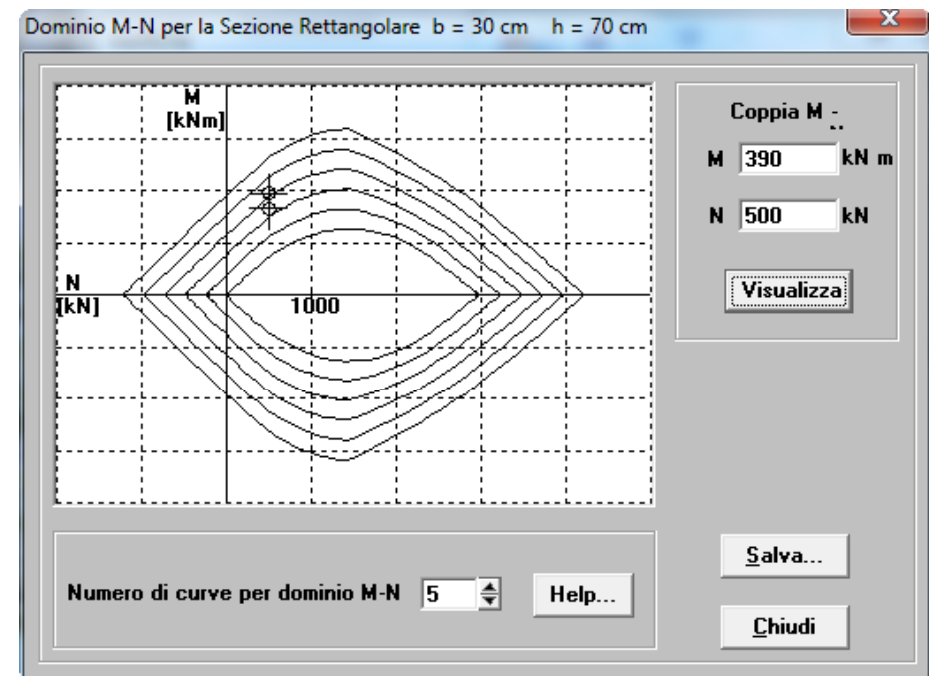 Dominio M-N per la Sezione Rettangolare b = 30 cm h = 70 cm
M
[kNm]
N
[kN]
1000
Coppia M -
M 390 kN m
N 500 kN
Visualizza
Numero di curve per dominio M-N 5
Help...
Salva...
Chiudi